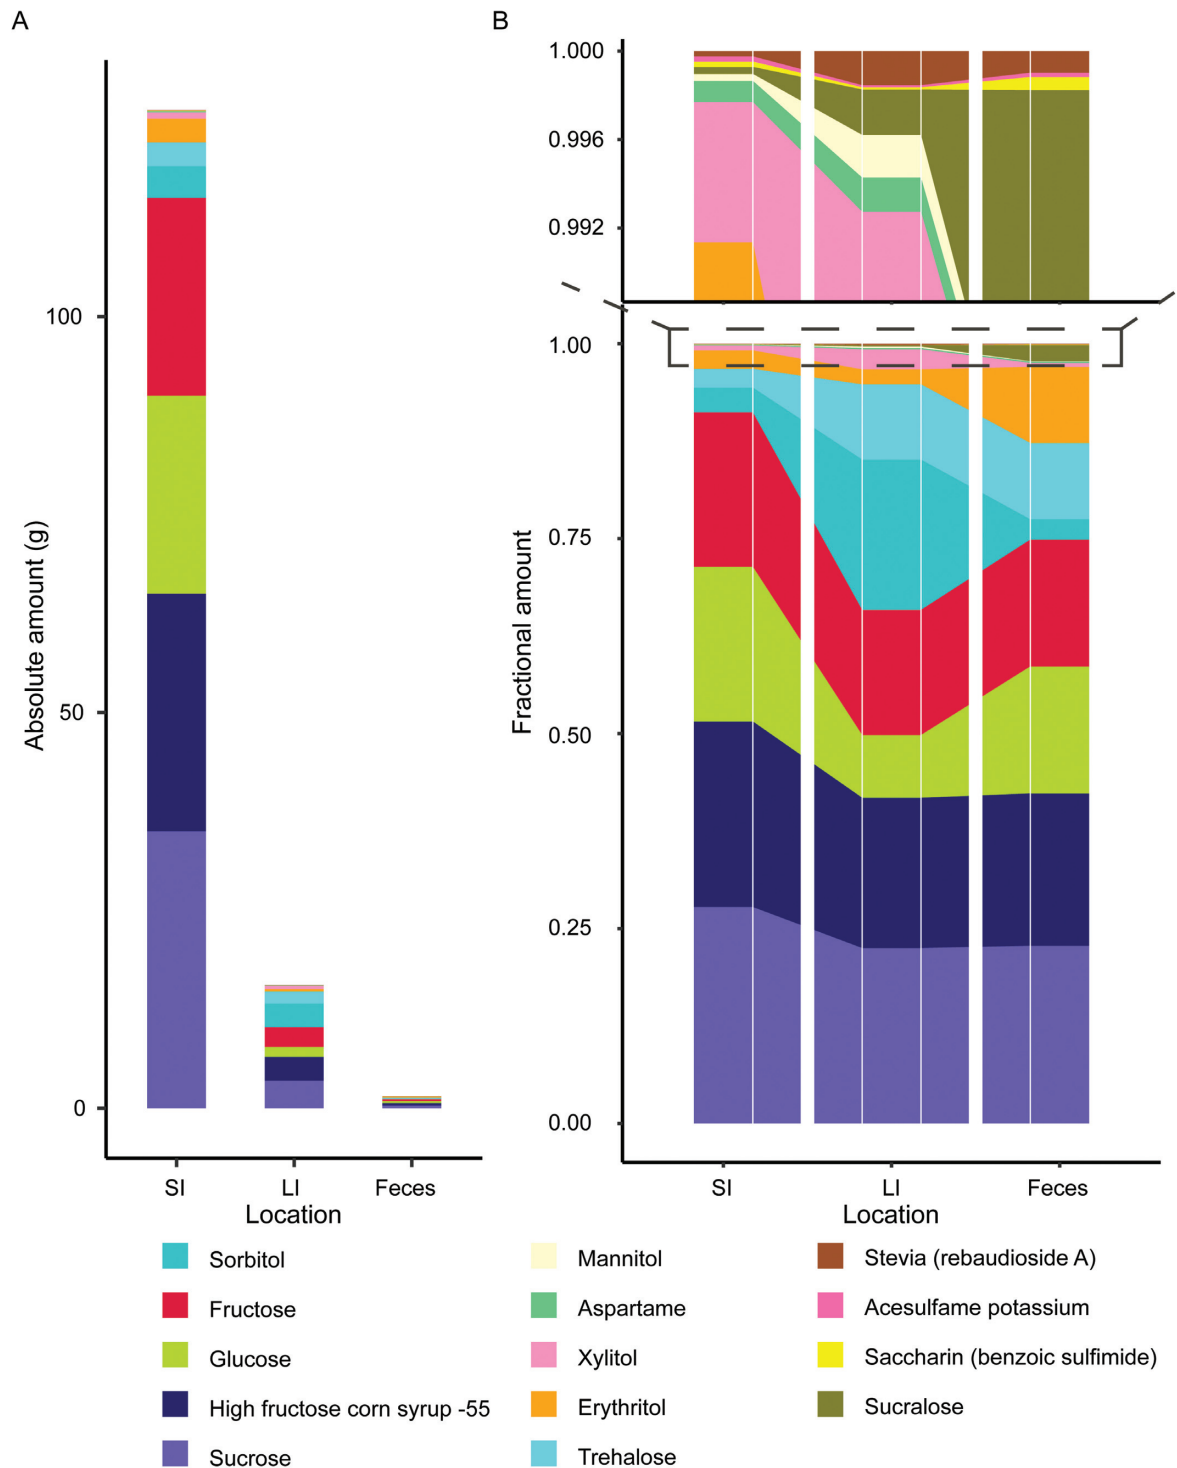 A
B
100
50
0
Absolute amount (g)
SI
LI
Feces
Location
1.000
0.996
0.992
1.00
0.75
0.50
0.25
0.00
Fractional amount
SI
LI
Feces
Location
Sorbitol
Fructose
Glucose
High fructose corn syrup -55
Sucrose
Mannitol
Aspartame
Xylitol
Erythritol
Trehalose
Stevia (rebaudioside A)
Acesulfame potassium
Saccharin (benzoic sulfimide)
Sucralose